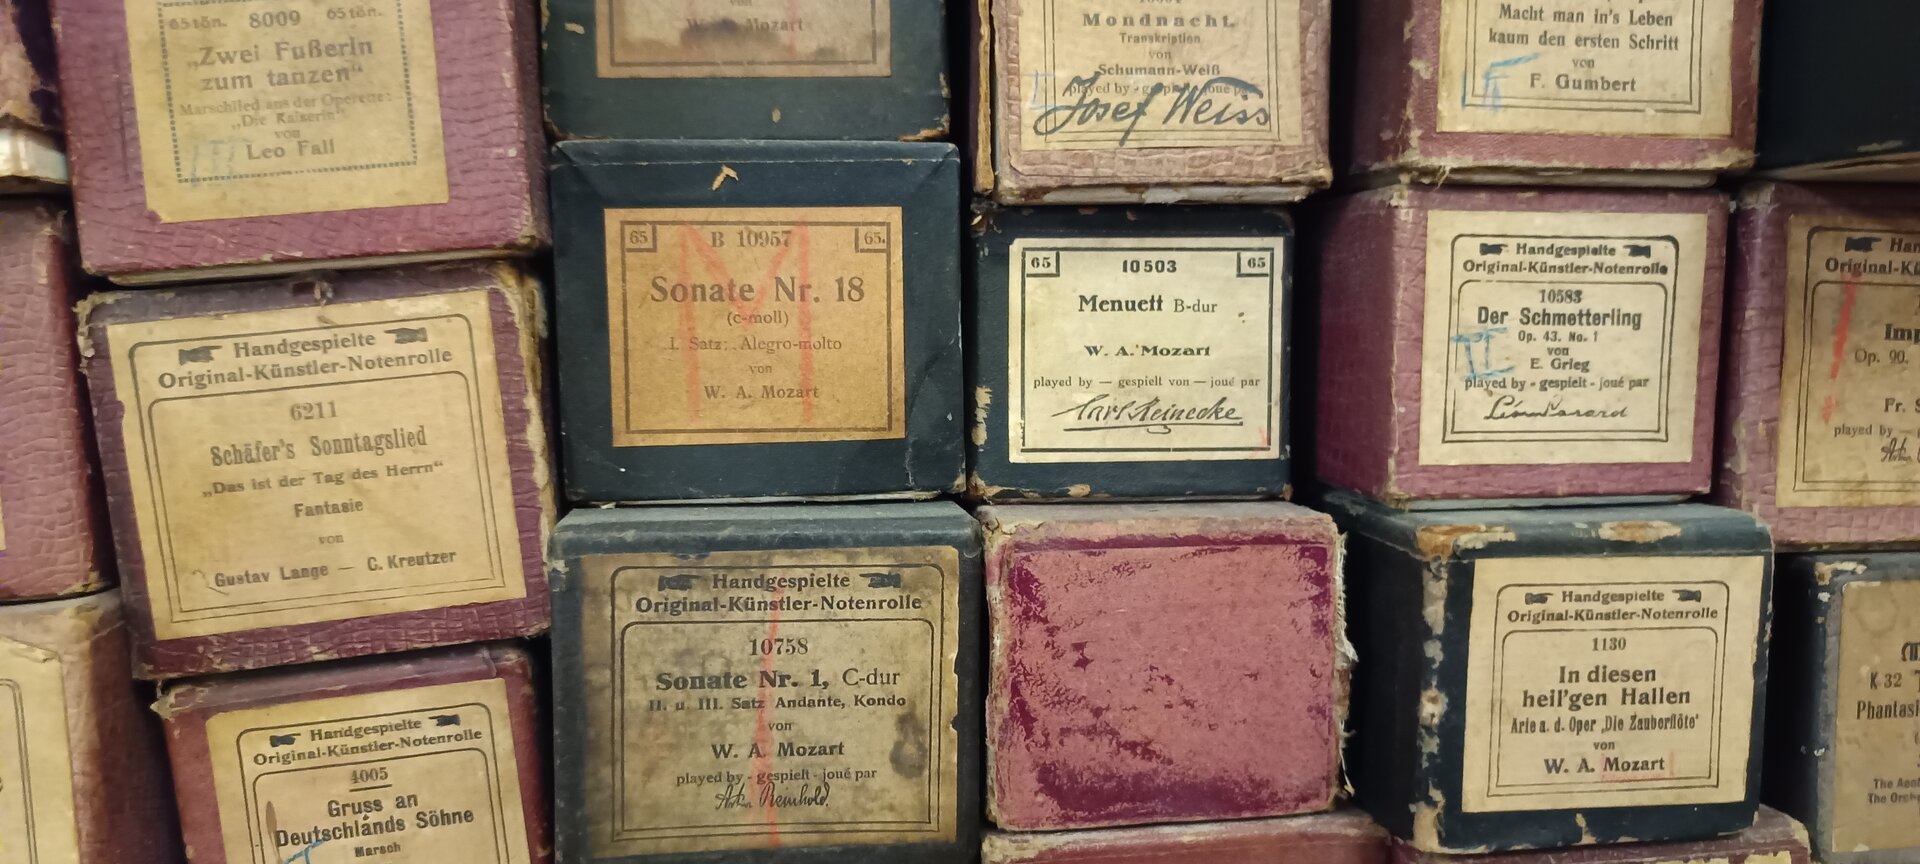 65tön. 8009 65tön.
„Zwei Fußerln
zum tanzen“
Marschlied aus der Operette:
„Die Kaiserin“
von
Leo Fall
III
Handgespielte
Original-Künstler-Notenrolle
6211
Schäfer's Sonntagslied
„Das ist der Tag des Herrn“
Fantasie
von
Gustav Lange — C. Kreutzer
Handgespielte
Original-Künstler-Notenrolle
4005
Gruss an
Deutschlands Söhne
Marsch
von
W. A. Mozart
65 B 10957 65.
Sonate Nr. 18
(c-moll)
I. Satz: Alegro-molto
von
W. A. Mozart
M
Handgespielte
Original-Künstler-Notenrolle
10758
Sonate Nr. 1, C-dur
II. u. III. Satz Andante, Rondo
von
W. A. Mozart
played by - gespielt - joué par
Mondnacht
Transkription
von
Schumann-Weiß
played by - gespielt - joué par
Josef Weiss
65 10503 65
Menuett B-dur
W. A. Mozart
played by — gespielt von — joué par
Carl Reinecke
Macht man in's Leben
kaum den ersten Schritt
von
F. Gumbert
Handgespielte
Original-Künstler-Notenrolle
10583
Der Schmetterling
Op. 43. No. 1
von
E. Grieg
played by - gespielt - joué par
II
Handgespielte
Original-Künstler-Notenrolle
1130
In diesen
heil'gen Hallen
Arie a. d. Oper ‚Die Zauberflöte‘
von
W. A. Mozart
Op. 90.
played by
K 32
The
The